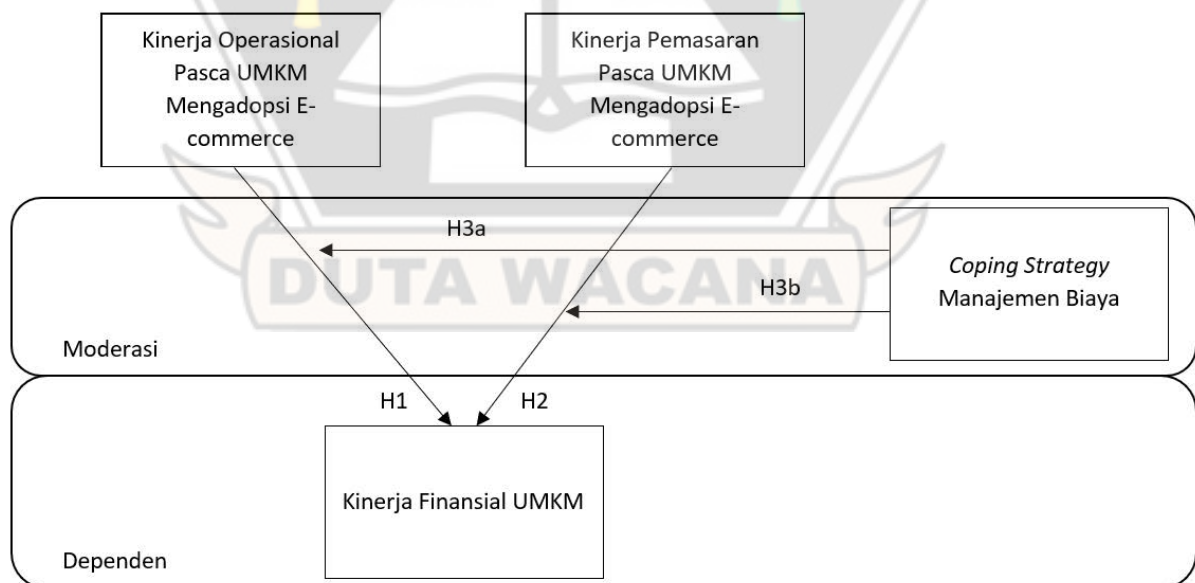 Kinerja Operasional
Pasca UMKM
Mengadopsi E-
commerce
Kinerja Pemasaran
Pasca UMKM
Mengadopsi E-
commerce
H3a
DUTA WACANA
H3b
Coping Strategy
Manajemen Biaya
Moderasi
H1
H2
Kinerja Finansial UMKM
Dependen